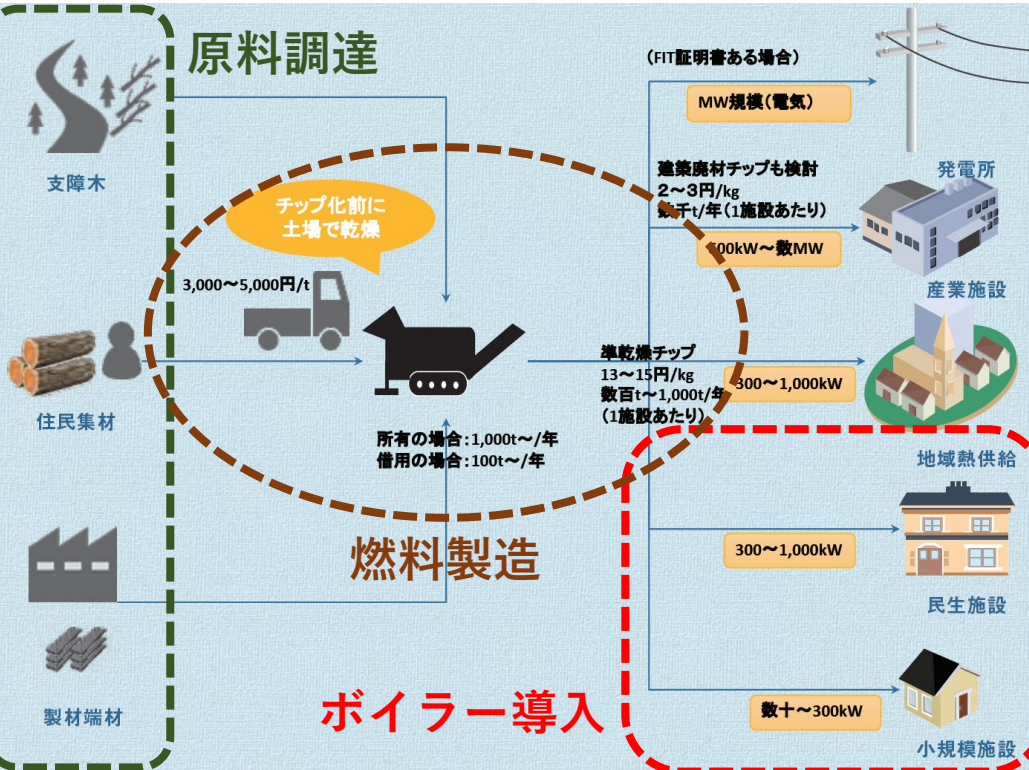 原料調達
支障木
住民集材
製材端材
チップ化前に
土場で乾燥
3,000～5,000円/t
所有の場合：1,000t～/年
借用の場合：100t～/年
燃料製造
（FIT証明書ある場合）
MW規模（電気）
発電所
建築廃材チップも検討
2～3円/kg
数千t/年（1施設あたり）
00kW～数MW
産業施設
準乾燥チップ
13～15円/kg
数百t～1,000t/年
（1施設あたり）
300～1,000kW
地域熱供給
300～1,000kW
民生施設
ボイラー導入
数十～300kW
小規模施設